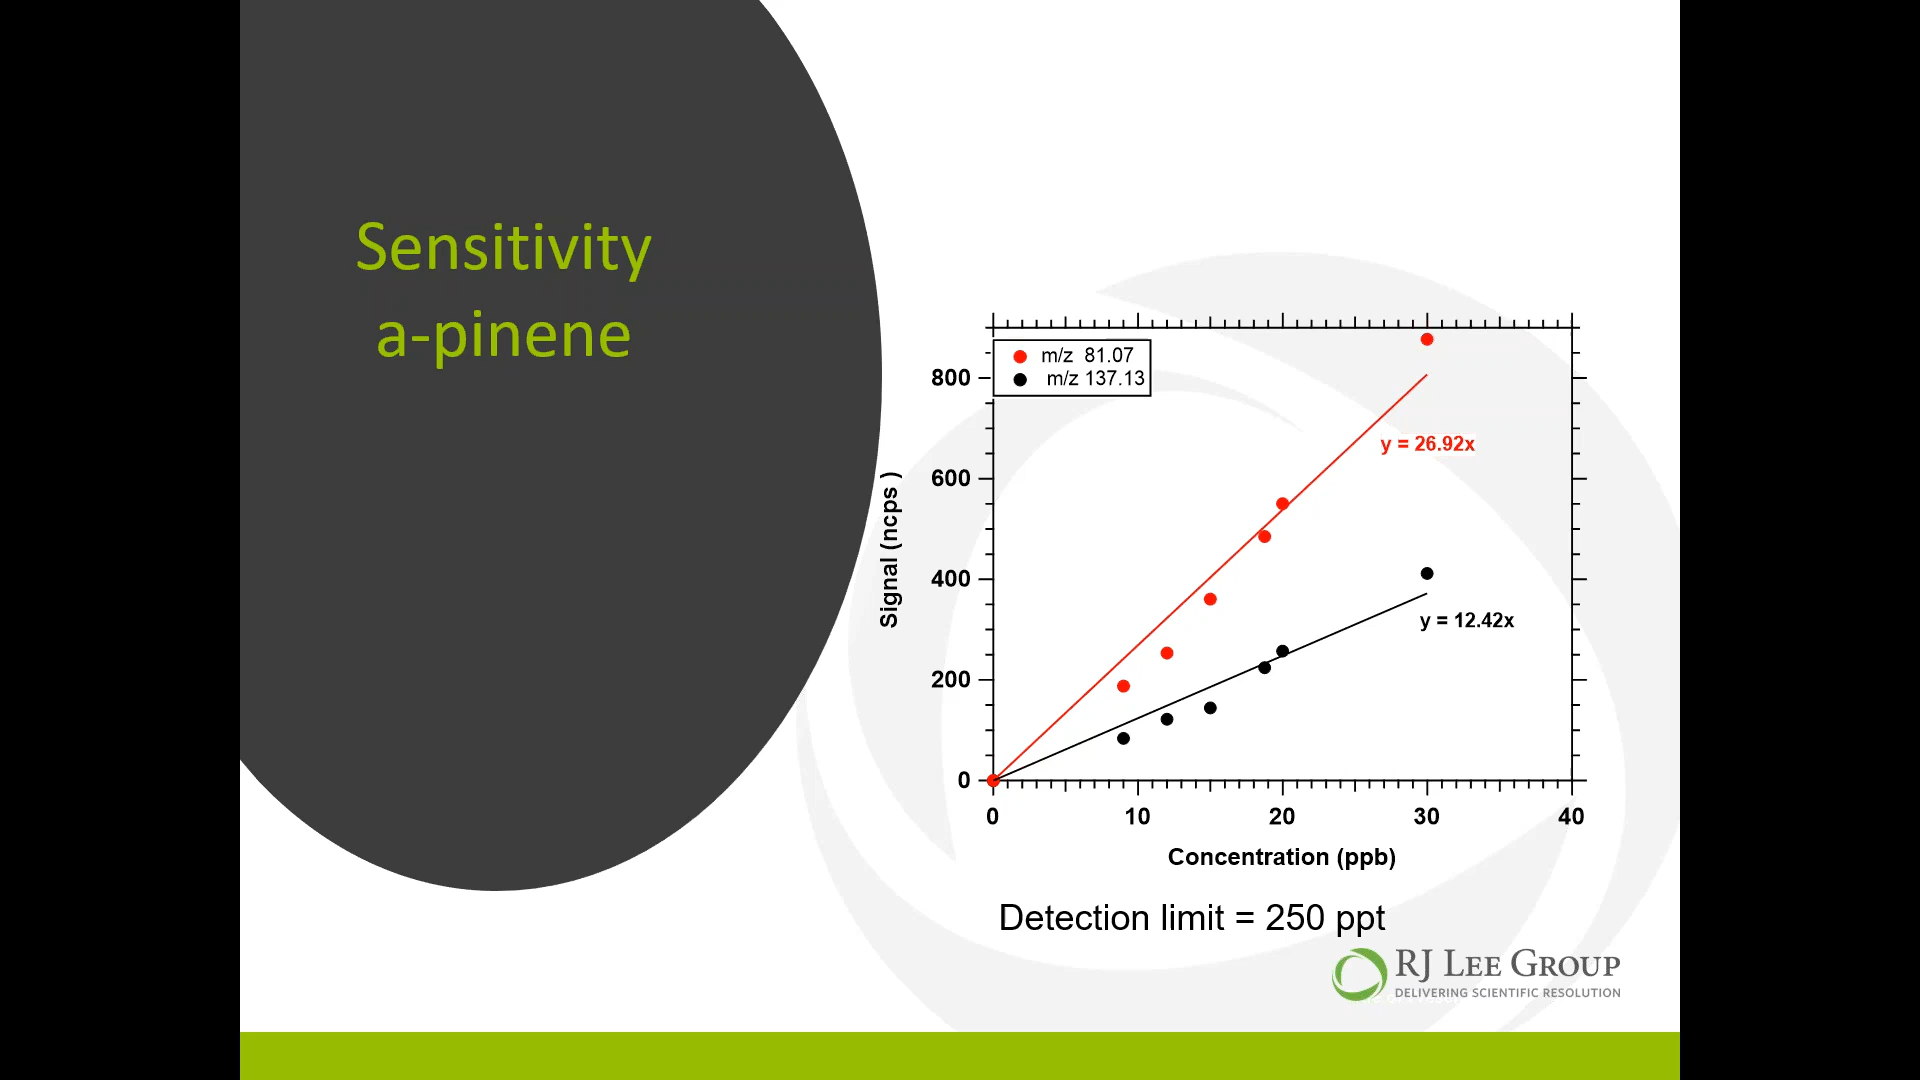 Sensitivity
a-pinene
m/z 81.07
m/z 137.13
800
600
400
200
0
Signal (ncps )
y = 26.92x
y = 12.42x
0 10 20 30 40
Concentration (ppb)
Detection limit = 250 ppt
RJ LEE GROUP
DELIVERING SCIENTIFIC RESOLUTION